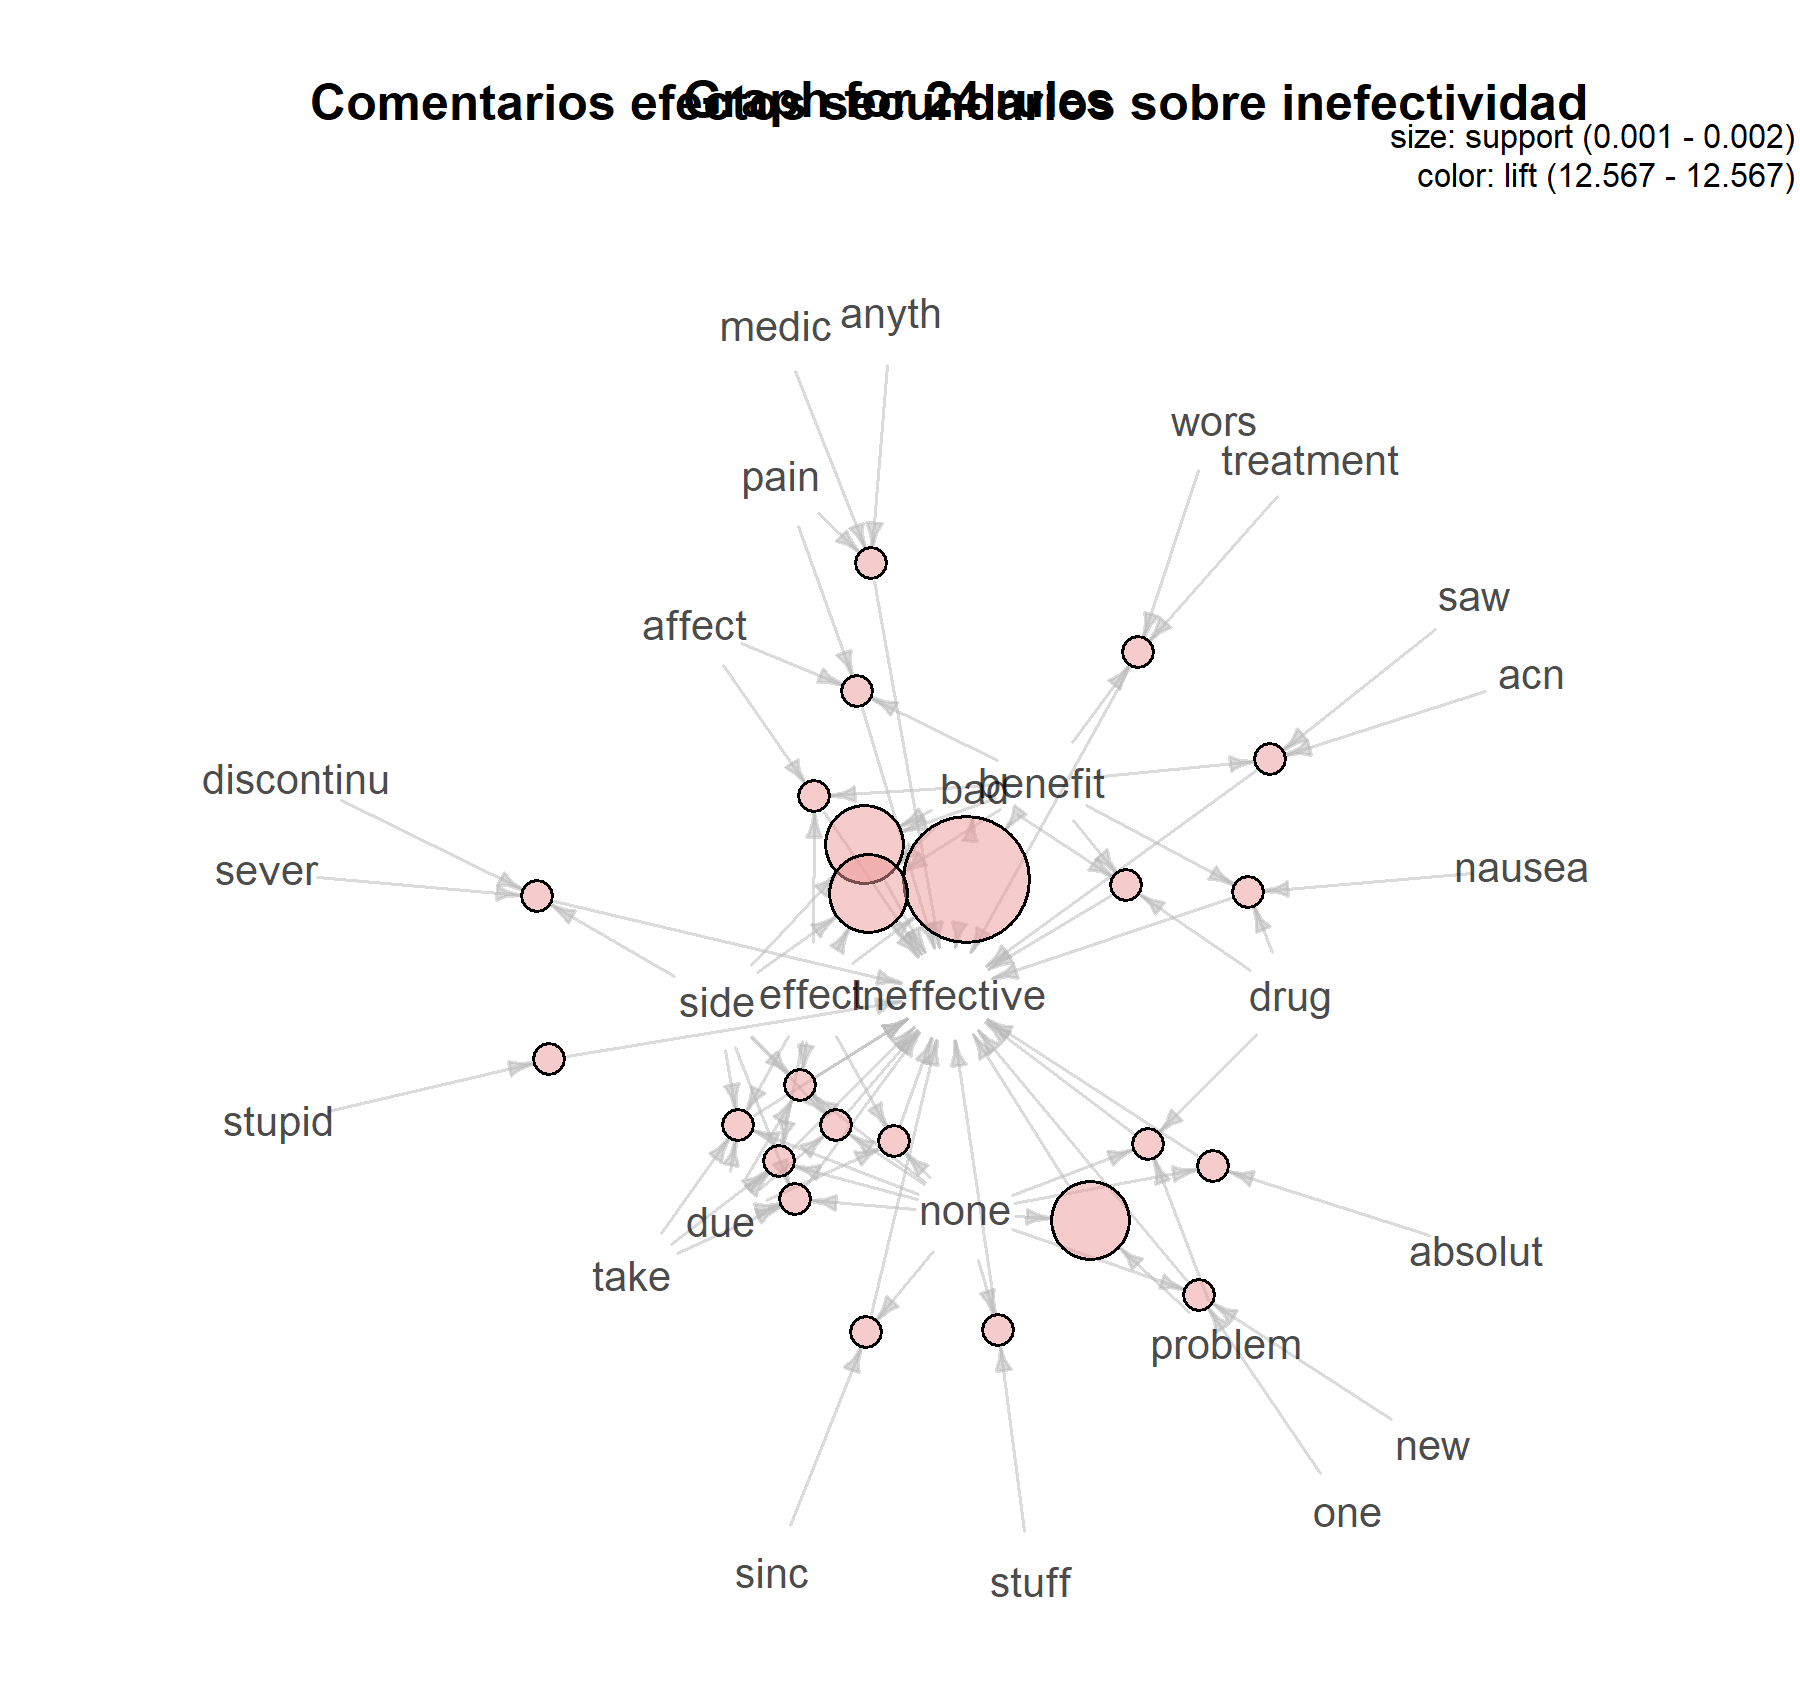 Comentarios efectos secundarios sobre inefectividad
Graph for 24 rules
size: support (0.001 - 0.002)
color: lift (12.567 - 12.567)
medic
anyth
wors
treatment
pain
saw
affect
acn
discontinu
bad
benefit
sever
nausea
side
effect
Ineffective
drug
stupid
due
none
absolut
take
problem
new
one
sinc
stuff